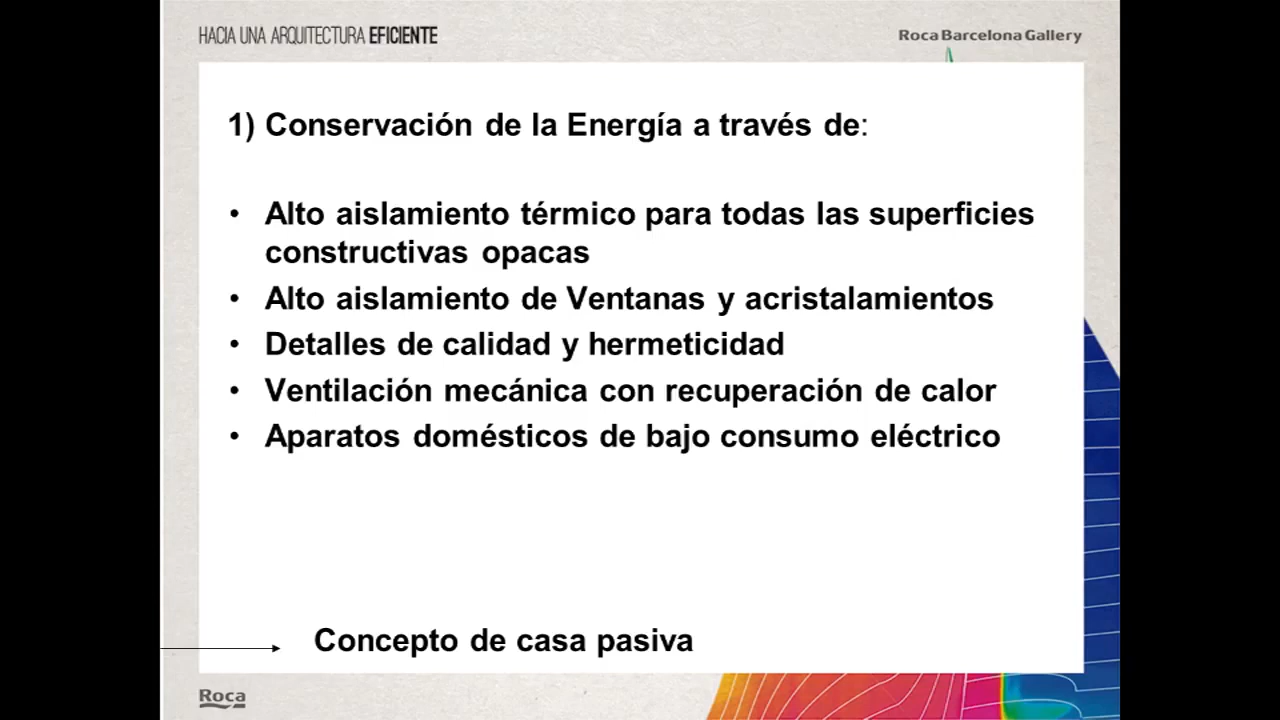 HACIA UNA ARQUITECTURA EFICIENTE
Roca Barcelona Gallery
1) Conservación de la Energía a través de:
• Alto aislamiento térmico para todas las superficies
constructivas opacas
• Alto aislamiento de Ventanas y acristalamientos
• Detalles de calidad y hermeticidad
• Ventilación mecánica con recuperación de calor
• Aparatos domésticos de bajo consumo eléctrico
Concepto de casa pasiva
Roca